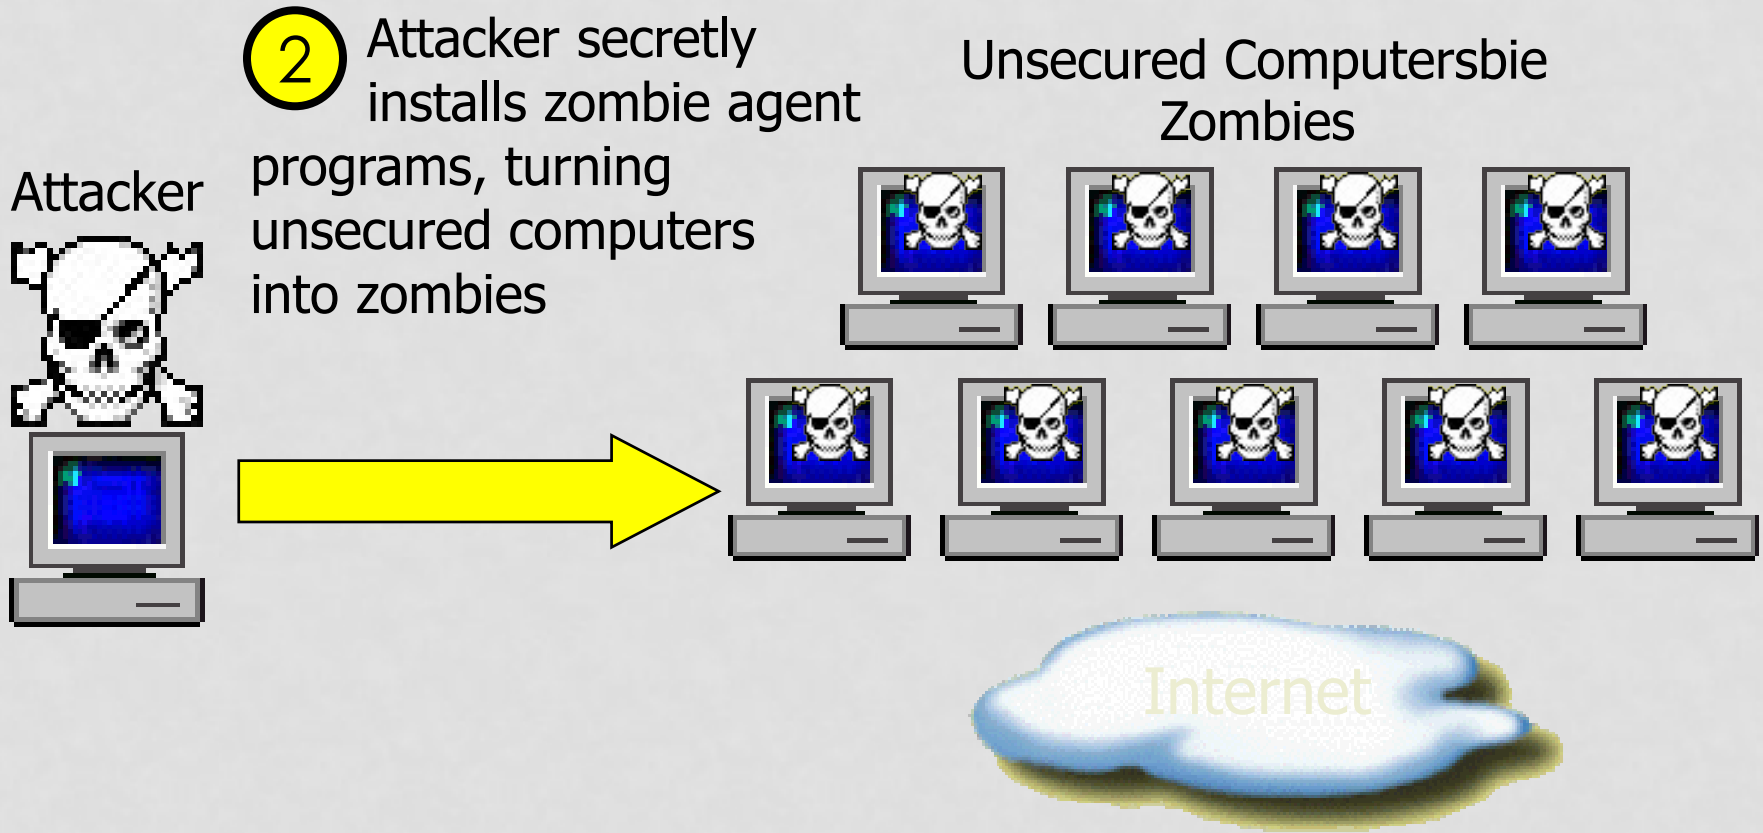 2
Attacker secretly
installs zombie agent
programs, turning
unsecured computers
into zombies
Unsecured Computersbie
Zombies
Attacker
Internet